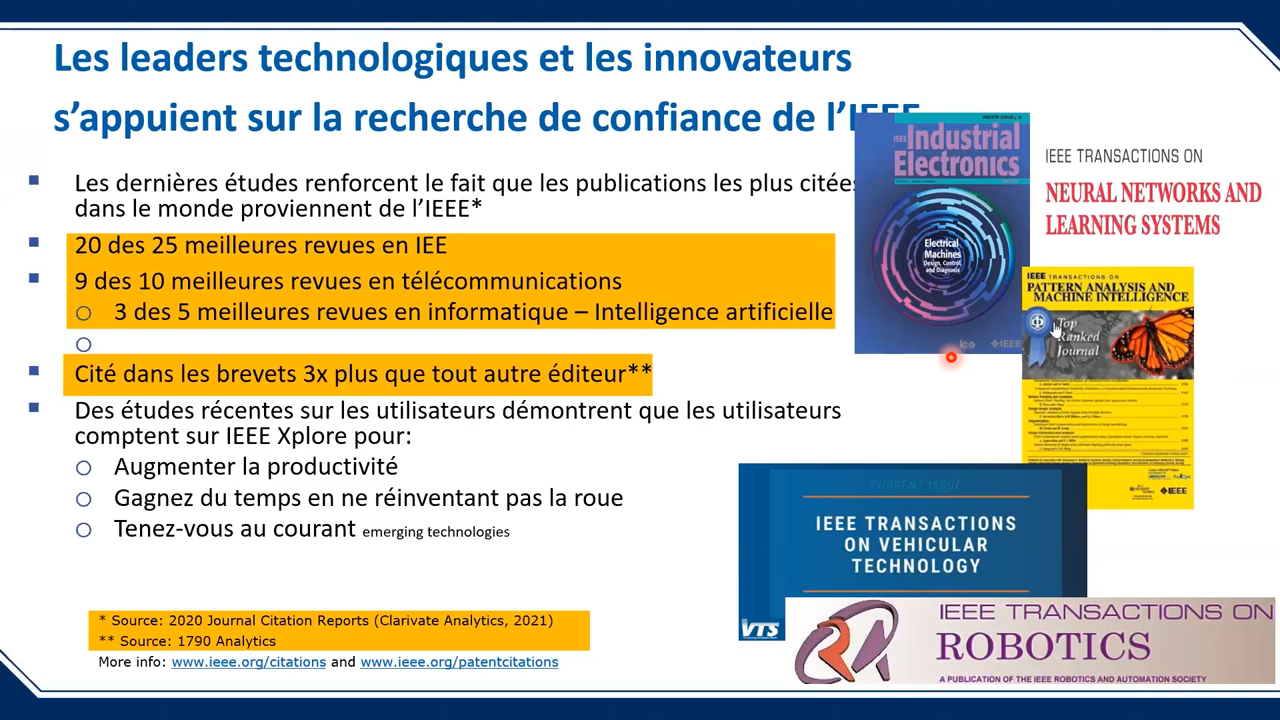 Les leaders technologiques et les innovateurs
s'appuient sur la recherche de confiance de l'IEEE
Les dernières études renforcent le fait que les publications les plus citées
dans le monde proviennent de l'IEEE*
20 des 25 meilleures revues en IEE
9 des 10 meilleures revues en télécommunications
3 des 5 meilleures revues en informatique – Intelligence artificielle
Cité dans les brevets 3x plus que tout autre éditeur**
Des études récentes sur les utilisateurs démontrent que les utilisateurs
comptent sur IEEE Xplore pour:
Augmenter la productivité
Gagnez du temps en ne réinventant pas la roue
Tenez-vous au courant emerging technologies
* Source: 2020 Journal Citation Reports (Clarivate Analytics, 2021)
** Source: 1790 Analytics
More info: www.ieee.org/citations and www.ieee.org/patentcitations
IEEE Industrial
Electronics
Electrical
Machines
Design, Control,
and Diagnosis
IEEE
IEEE TRANSACTIONS ON
NEURAL NETWORKS AND
LEARNING SYSTEMS
IEEE TRANSACTIONS ON
PATTERN ANALYSIS AND
MACHINE INTELLIGENCE
Top
Ranked
Journal
IEEE
CURRENT ISSUE
IEEE TRANSACTIONS
ON VEHICULAR
TECHNOLOGY
VTS
IEEE TRANSACTIONS ON
ROBOTICS
A PUBLICATION OF THE IEEE ROBOTICS AND AUTOMATION SOCIETY